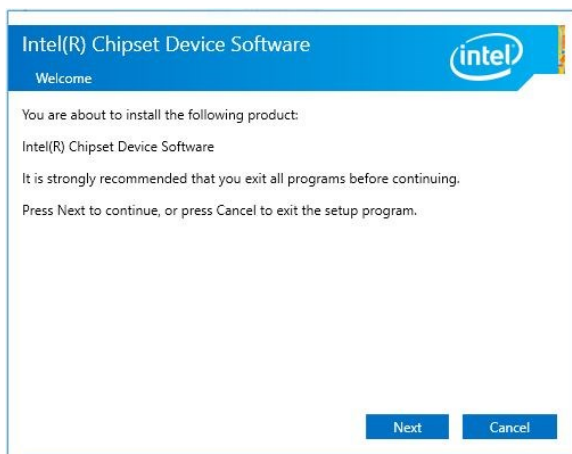 Intel(R) Chipset Device Software
intel
Welcome
You are about to install the following product:
Intel(R) Chipset Device Software
It is strongly recommended that you exit all programs before continuing.
Press Next to continue, or press Cancel to exit the setup program.
Next
Cancel